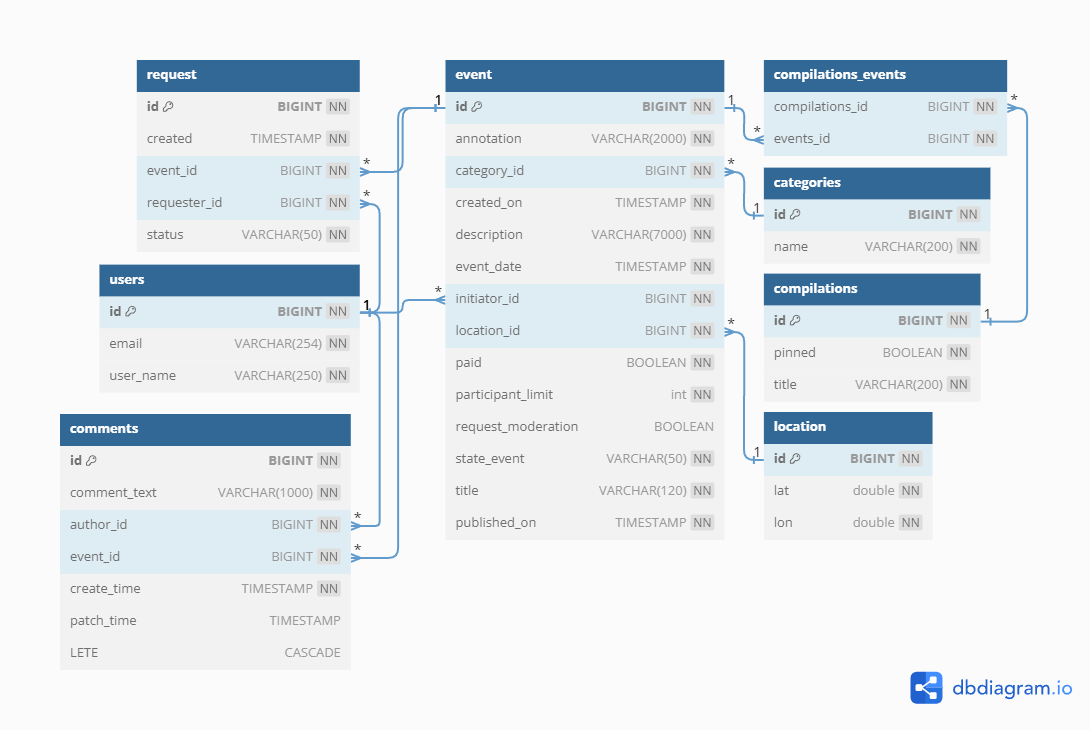 request
id BIGINT NN
created TIMESTAMP NN
event_id BIGINT NN *
requester_id BIGINT NN *
status VARCHAR(50) NN
users
id BIGINT NN 1
email VARCHAR(254) NN
user_name VARCHAR(250) NN
comments
id BIGINT NN
comment_text VARCHAR(1000) NN
author_id BIGINT NN *
event_id BIGINT NN *
create_time TIMESTAMP NN
patch_time TIMESTAMP
LETE CASCADE
event
1 id BIGINT NN 1
annotation VARCHAR(2000) NN
category_id BIGINT NN *
created_on TIMESTAMP NN
description VARCHAR(7000) NN
event_date TIMESTAMP NN
* initiator_id BIGINT NN
location_id BIGINT NN *
paid BOOLEAN NN
participant_limit int NN
request_moderation BOOLEAN
state_event VARCHAR(50) NN
title VARCHAR(120) NN
published_on TIMESTAMP NN
compilations_events
compilations_id BIGINT NN *
* events_id BIGINT NN
categories
1 id BIGINT NN
name VARCHAR(200) NN
compilations
id BIGINT NN 1
pinned BOOLEAN NN
title VARCHAR(200) NN
location
1 id BIGINT NN
lat double NN
lon double NN
dbdiagram.io